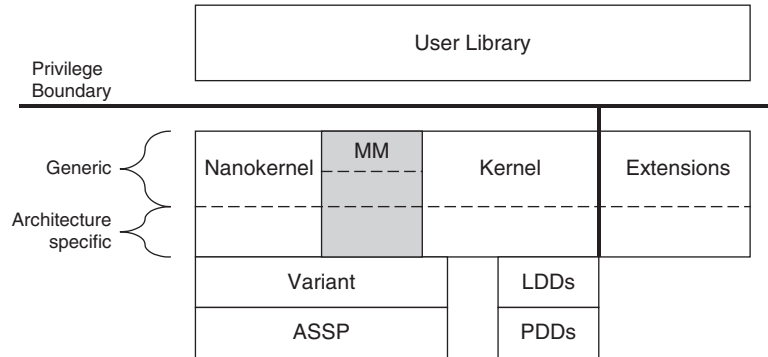 User Library
Privilege
Boundary
Generic
Nanokernel
MM
Kernel
Extensions
Architecture
specific
Variant
LDDs
ASSP
PDDs